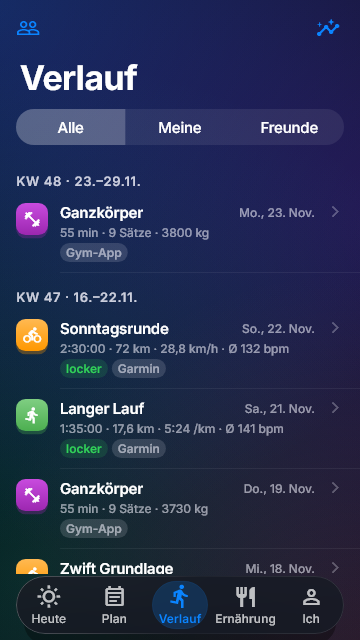 Verlauf
Alle Meine Freunde
KW 48 · 23.–29.11.
Ganzkörper Mo., 23. Nov.
55 min · 9 Sätze · 3800 kg
Gym-App
KW 47 · 16.–22.11.
Sonntagsrunde So., 22. Nov.
2:30:00 · 72 km · 28,8 km/h · Ø 132 bpm
locker Garmin
Langer Lauf Sa., 21. Nov.
1:35:00 · 17,6 km · 5:24 /km · Ø 141 bpm
locker Garmin
Ganzkörper Do., 19. Nov.
55 min · 9 Sätze · 3730 kg
Gym-App
Zwift Grundlage Mi., 18. Nov.
Heute Plan Verlauf Ernährung Ich